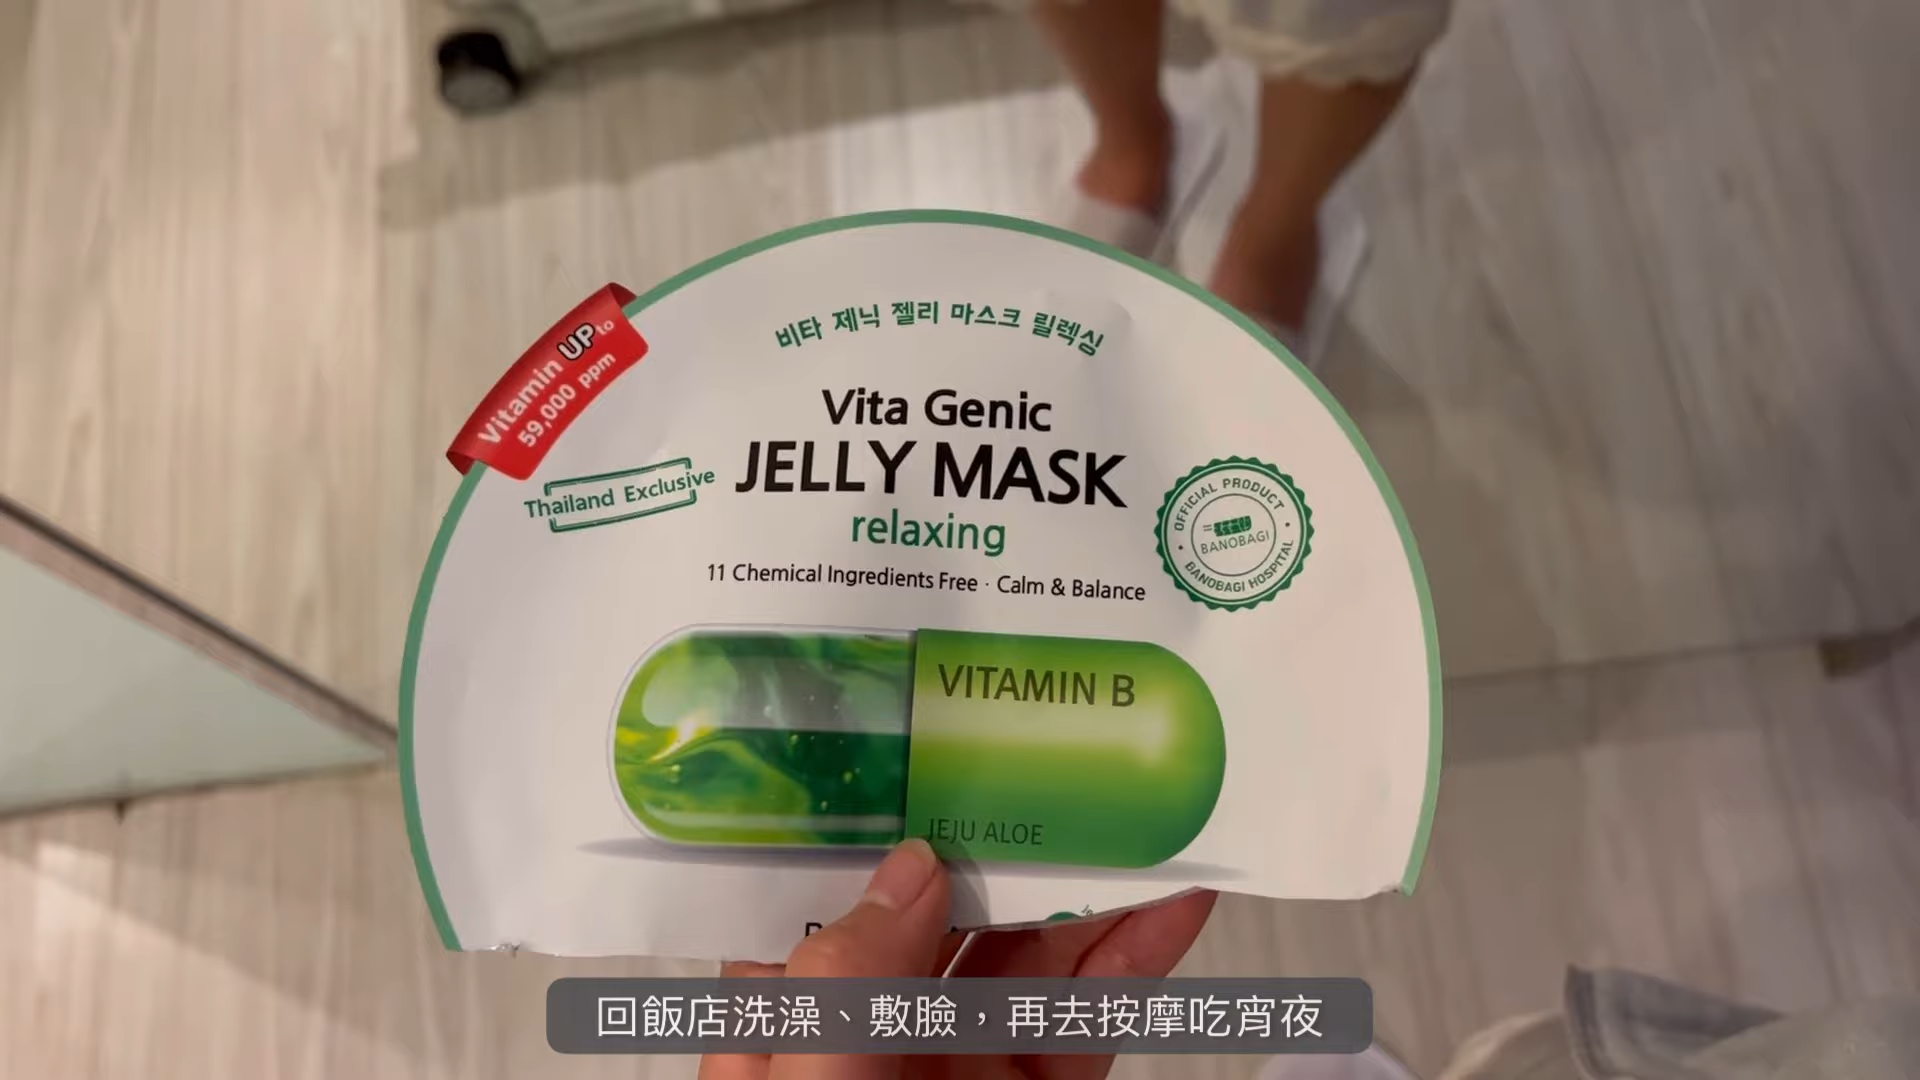 비타 제닉 젤리 마스크 릴렉싱
Vitamin UP to
59,000 ppm
Vita Genic
JELLY MASK
Thailand Exclusive
relaxing
11 Chemical Ingredients Free · Calm & Balance
OFFICIAL PRODUCT
BANOBAGI
BANOBAGI HOSPITAL
VITAMIN B
JEJU ALOE
回飯店洗澡、敷臉，再去按摩吃宵夜